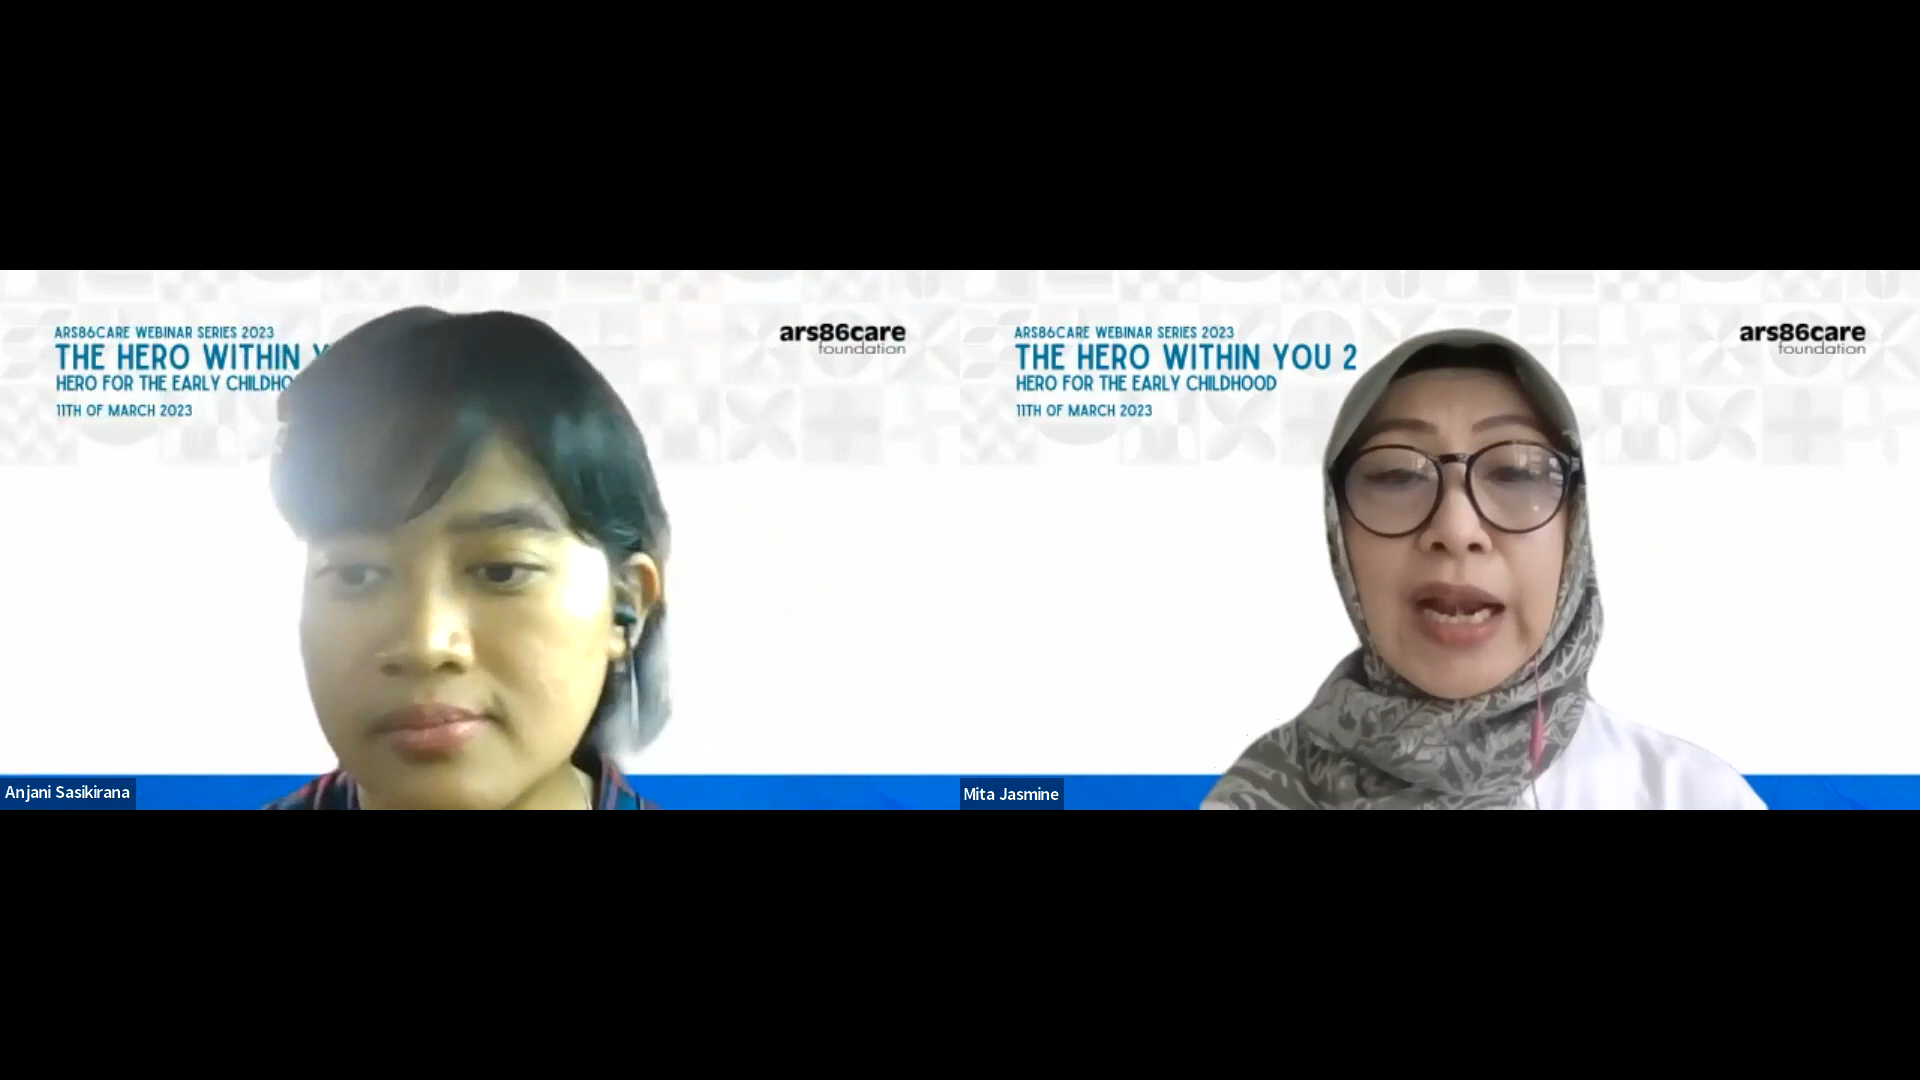 ARS86CARE WEBINAR SERIES 2023
THE HERO WITHIN
HERO FOR THE EARLY
11TH OF MARCH 2023
ars86care
foundation
Anjani Sasikirana
ARS86CARE WEBINAR SERIES 2023
THE HERO WITHIN YOU 2
HERO FOR THE EARLY CHILDHOOD
11TH OF MARCH 2023
ars86care
foundation
Mita Jasmine